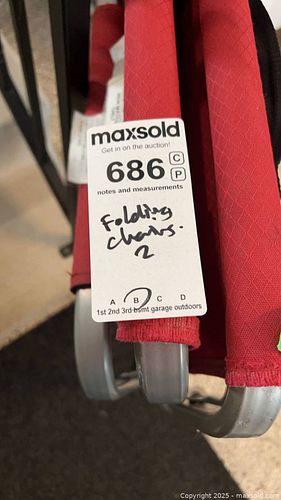 maxsold
Get in on the auction!
686 C P
notes and measurements
Folding
chairs.
2
A B C D
1st 2nd 3rd bsmt garage outdoors
Copyright 2025 - maxsold.com